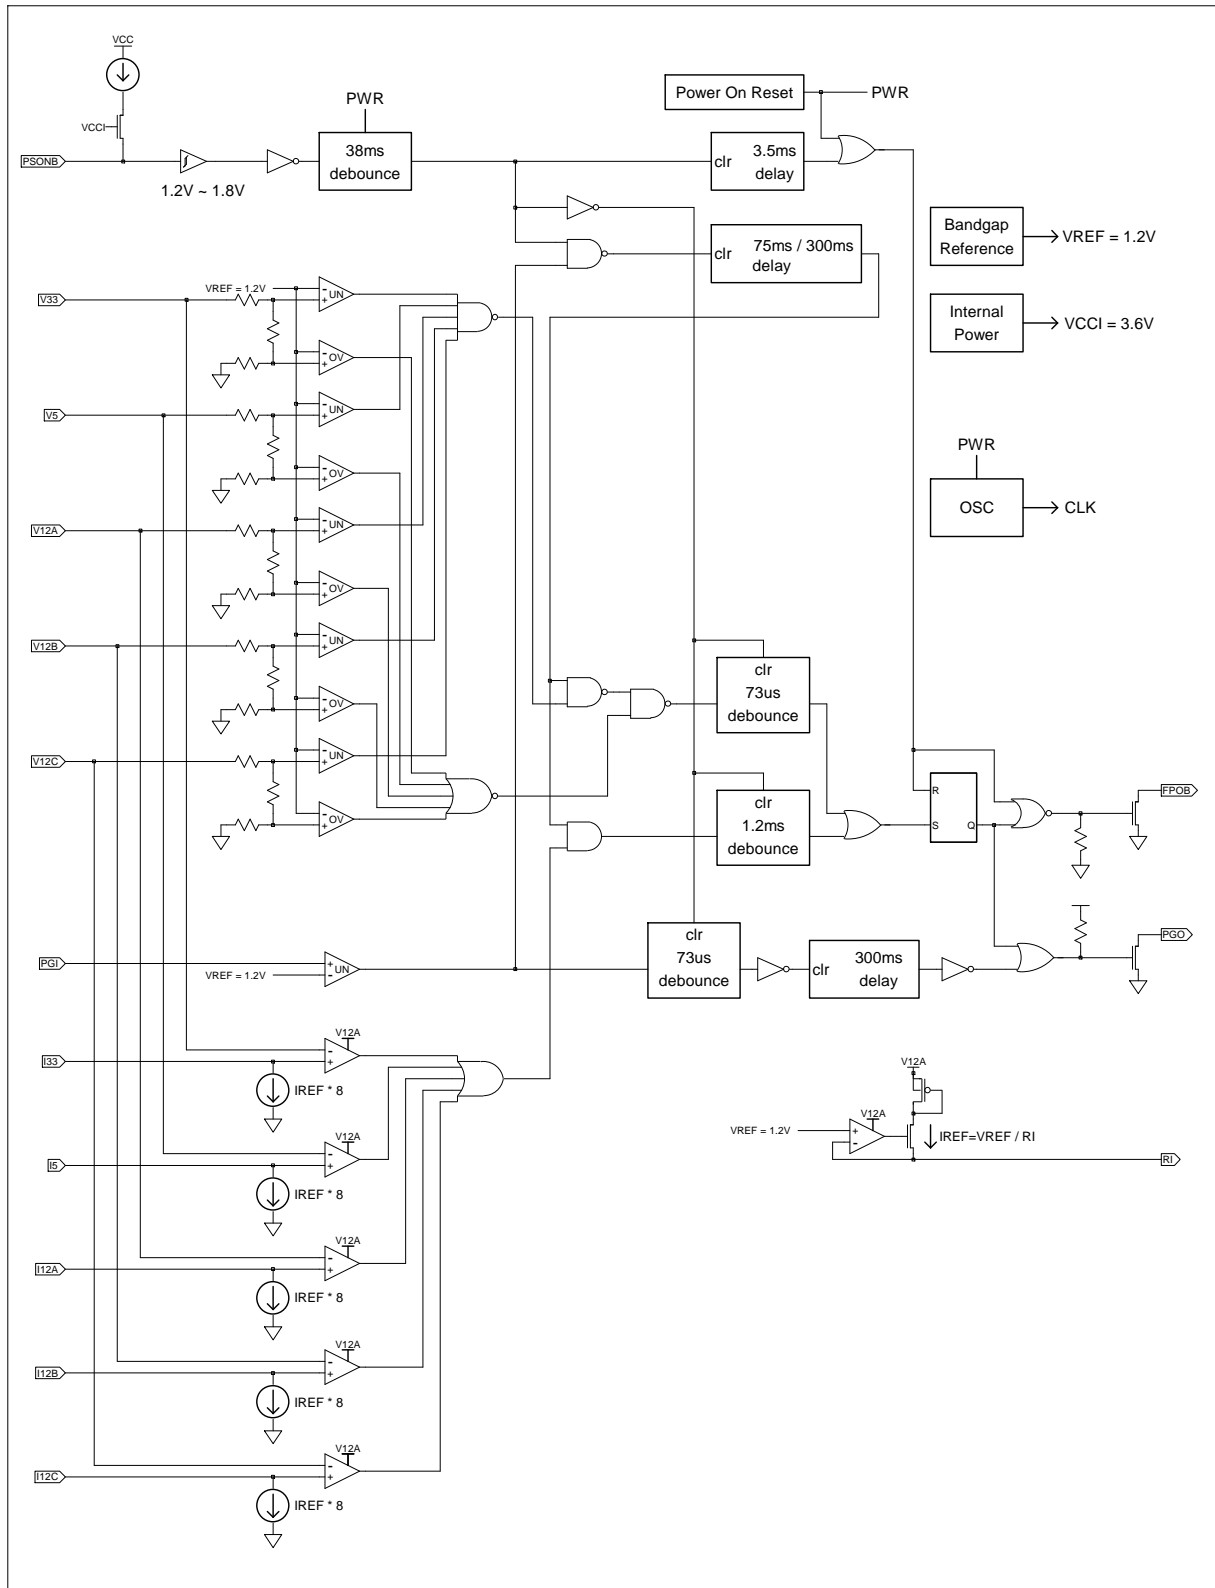 VCC
VCCI
PSONB
1.2V ~ 1.8V
PWR
38ms
debounce
Power On Reset
PWR
clr
3.5ms
delay
clr
75ms / 300ms
delay
Bandgap
Reference
VREF = 1.2V
Internal
Power
VCCI = 3.6V
PWR
OSC
CLK
VREF = 1.2V
V33
- UN
+
- OV
+
V5
- UN
+
- OV
+
V12A
- UN
+
- OV
+
V12B
- UN
+
- OV
+
V12C
- UN
+
- OV
+
clr
73us
debounce
clr
1.2ms
debounce
R
S
Q
FPOB
PGI
VREF = 1.2V
+
- UN
clr
73us
debounce
clr
300ms
delay
PGO
I33
V12A
-
+
IREF * 8
I5
V12A
-
+
IREF * 8
I12A
V12A
-
+
IREF * 8
I12B
V12A
-
+
IREF * 8
I12C
V12A
-
+
IREF * 8
V12A
V12A
VREF = 1.2V
+
-
IREF=VREF / RI
RI